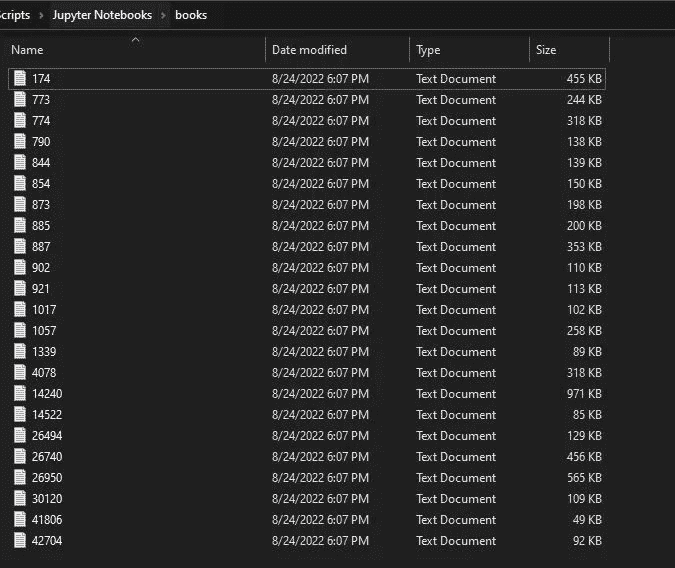 Scripts > Jupyter Notebooks > books
Name Date modified Type Size
174 8/24/2022 6:07 PM Text Document 455 KB
773 8/24/2022 6:07 PM Text Document 244 KB
774 8/24/2022 6:07 PM Text Document 318 KB
790 8/24/2022 6:07 PM Text Document 138 KB
844 8/24/2022 6:07 PM Text Document 139 KB
854 8/24/2022 6:07 PM Text Document 150 KB
873 8/24/2022 6:07 PM Text Document 198 KB
885 8/24/2022 6:07 PM Text Document 200 KB
887 8/24/2022 6:07 PM Text Document 353 KB
902 8/24/2022 6:07 PM Text Document 110 KB
921 8/24/2022 6:07 PM Text Document 113 KB
1017 8/24/2022 6:07 PM Text Document 102 KB
1057 8/24/2022 6:07 PM Text Document 258 KB
1339 8/24/2022 6:07 PM Text Document 89 KB
4078 8/24/2022 6:07 PM Text Document 318 KB
14240 8/24/2022 6:07 PM Text Document 971 KB
14522 8/24/2022 6:07 PM Text Document 85 KB
26494 8/24/2022 6:07 PM Text Document 129 KB
26740 8/24/2022 6:07 PM Text Document 456 KB
26950 8/24/2022 6:07 PM Text Document 565 KB
30120 8/24/2022 6:07 PM Text Document 109 KB
41806 8/24/2022 6:07 PM Text Document 49 KB
42704 8/24/2022 6:07 PM Text Document 92 KB